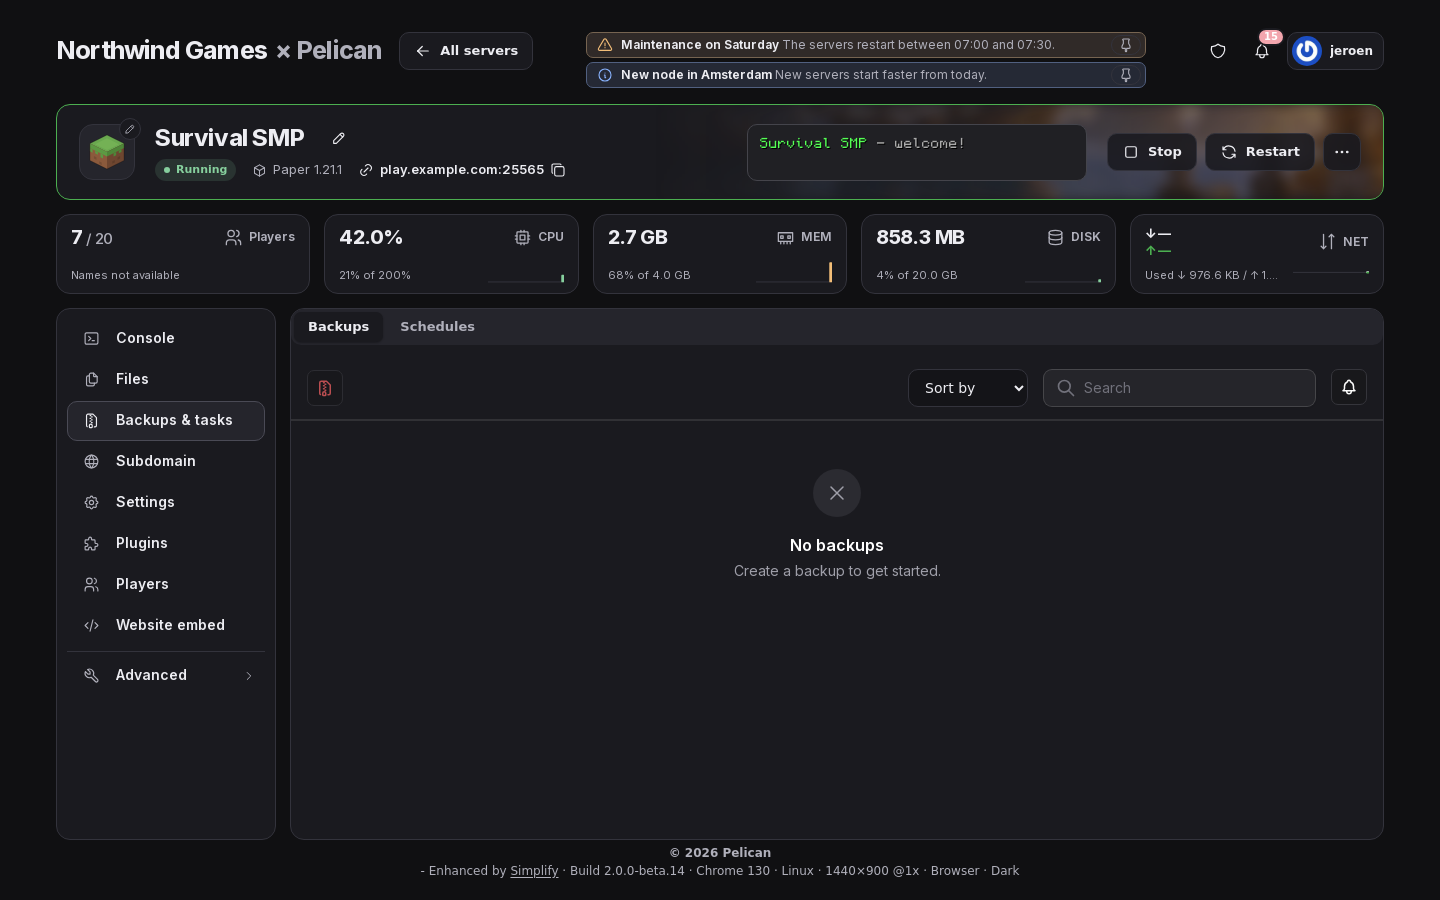 Northwind Games × Pelican
All servers
Maintenance on Saturday The servers restart between 07:00 and 07:30.
New node in Amsterdam New servers start faster from today.
15
jeroen
Survival SMP
Running
Paper 1.21.1
play.example.com:25565
Survival SMP - welcome!
Stop
Restart
7 / 20
Players
Names not available
42.0%
CPU
21% of 200%
2.7 GB
MEM
68% of 4.0 GB
858.3 MB
DISK
4% of 20.0 GB
↓—
↑—
NET
Used ↓ 976.6 KB / ↑ 1....
Console
Files
Backups & tasks
Subdomain
Settings
Plugins
Players
Website embed
Advanced
Backups
Schedules
Sort by
Search
No backups
Create a backup to get started.
© 2026 Pelican
- Enhanced by Simplify · Build 2.0.0-beta.14 · Chrome 130 · Linux · 1440×900 @1x · Browser · Dark